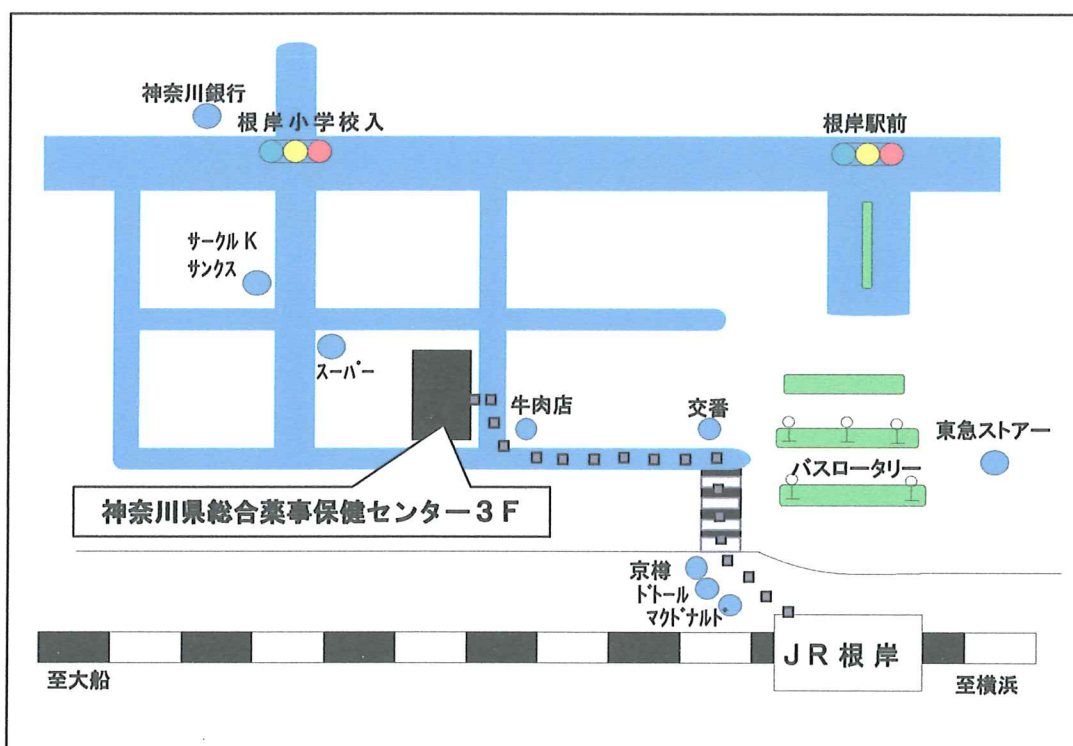 神奈川銀行
根岸小学校入
根岸駅前
サークルK
サンクス
スーパー
牛肉店
交番
東急ストアー
バスロータリー
神奈川県総合薬事保健センター3F
京樽
ドトール
マクドナルド
JR根岸
至大船
至横浜